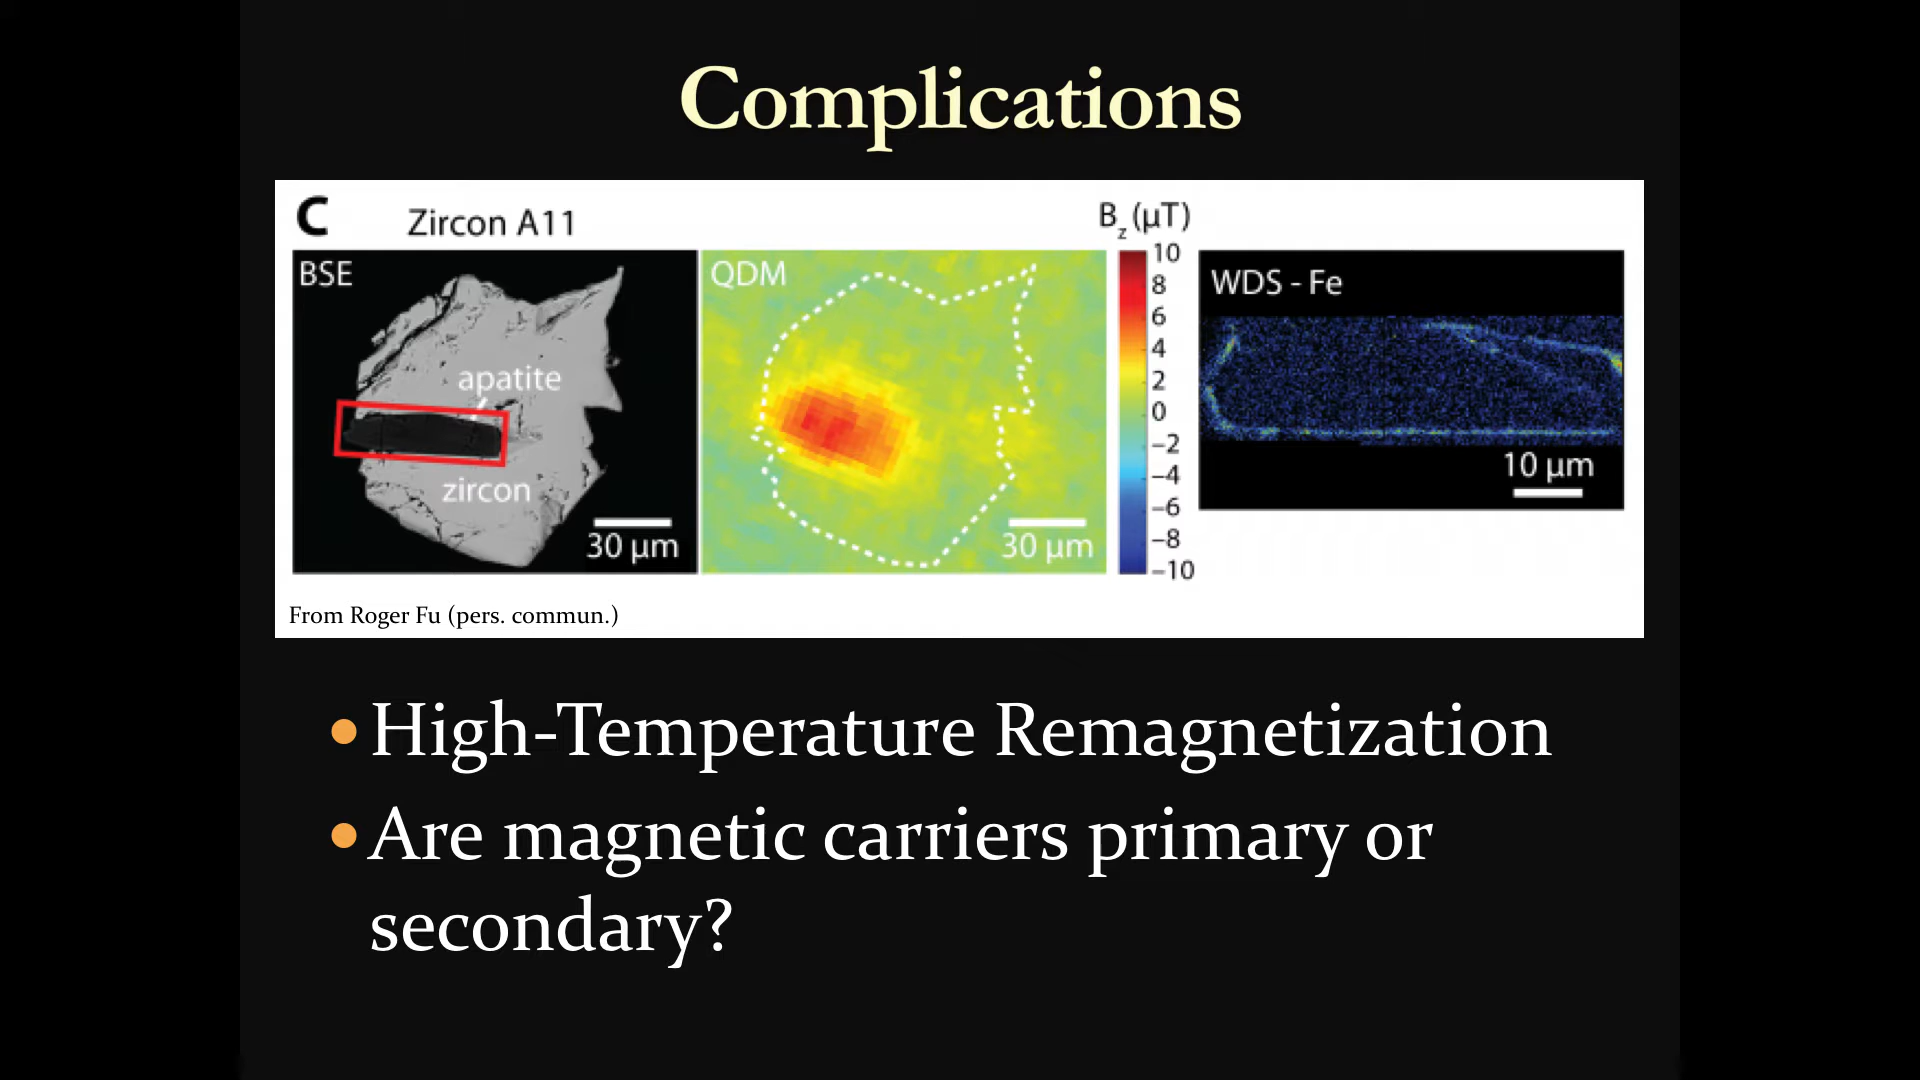 Complications
C
Zircon A11
Bz (μT)
BSE
apatite
zircon
30 μm
QDM
30 μm
10
8
6
4
2
0
−2
−4
−6
−8
−10
WDS - Fe
10 μm
From Roger Fu (pers. commun.)
• High-Temperature Remagnetization
• Are magnetic carriers primary or
secondary?